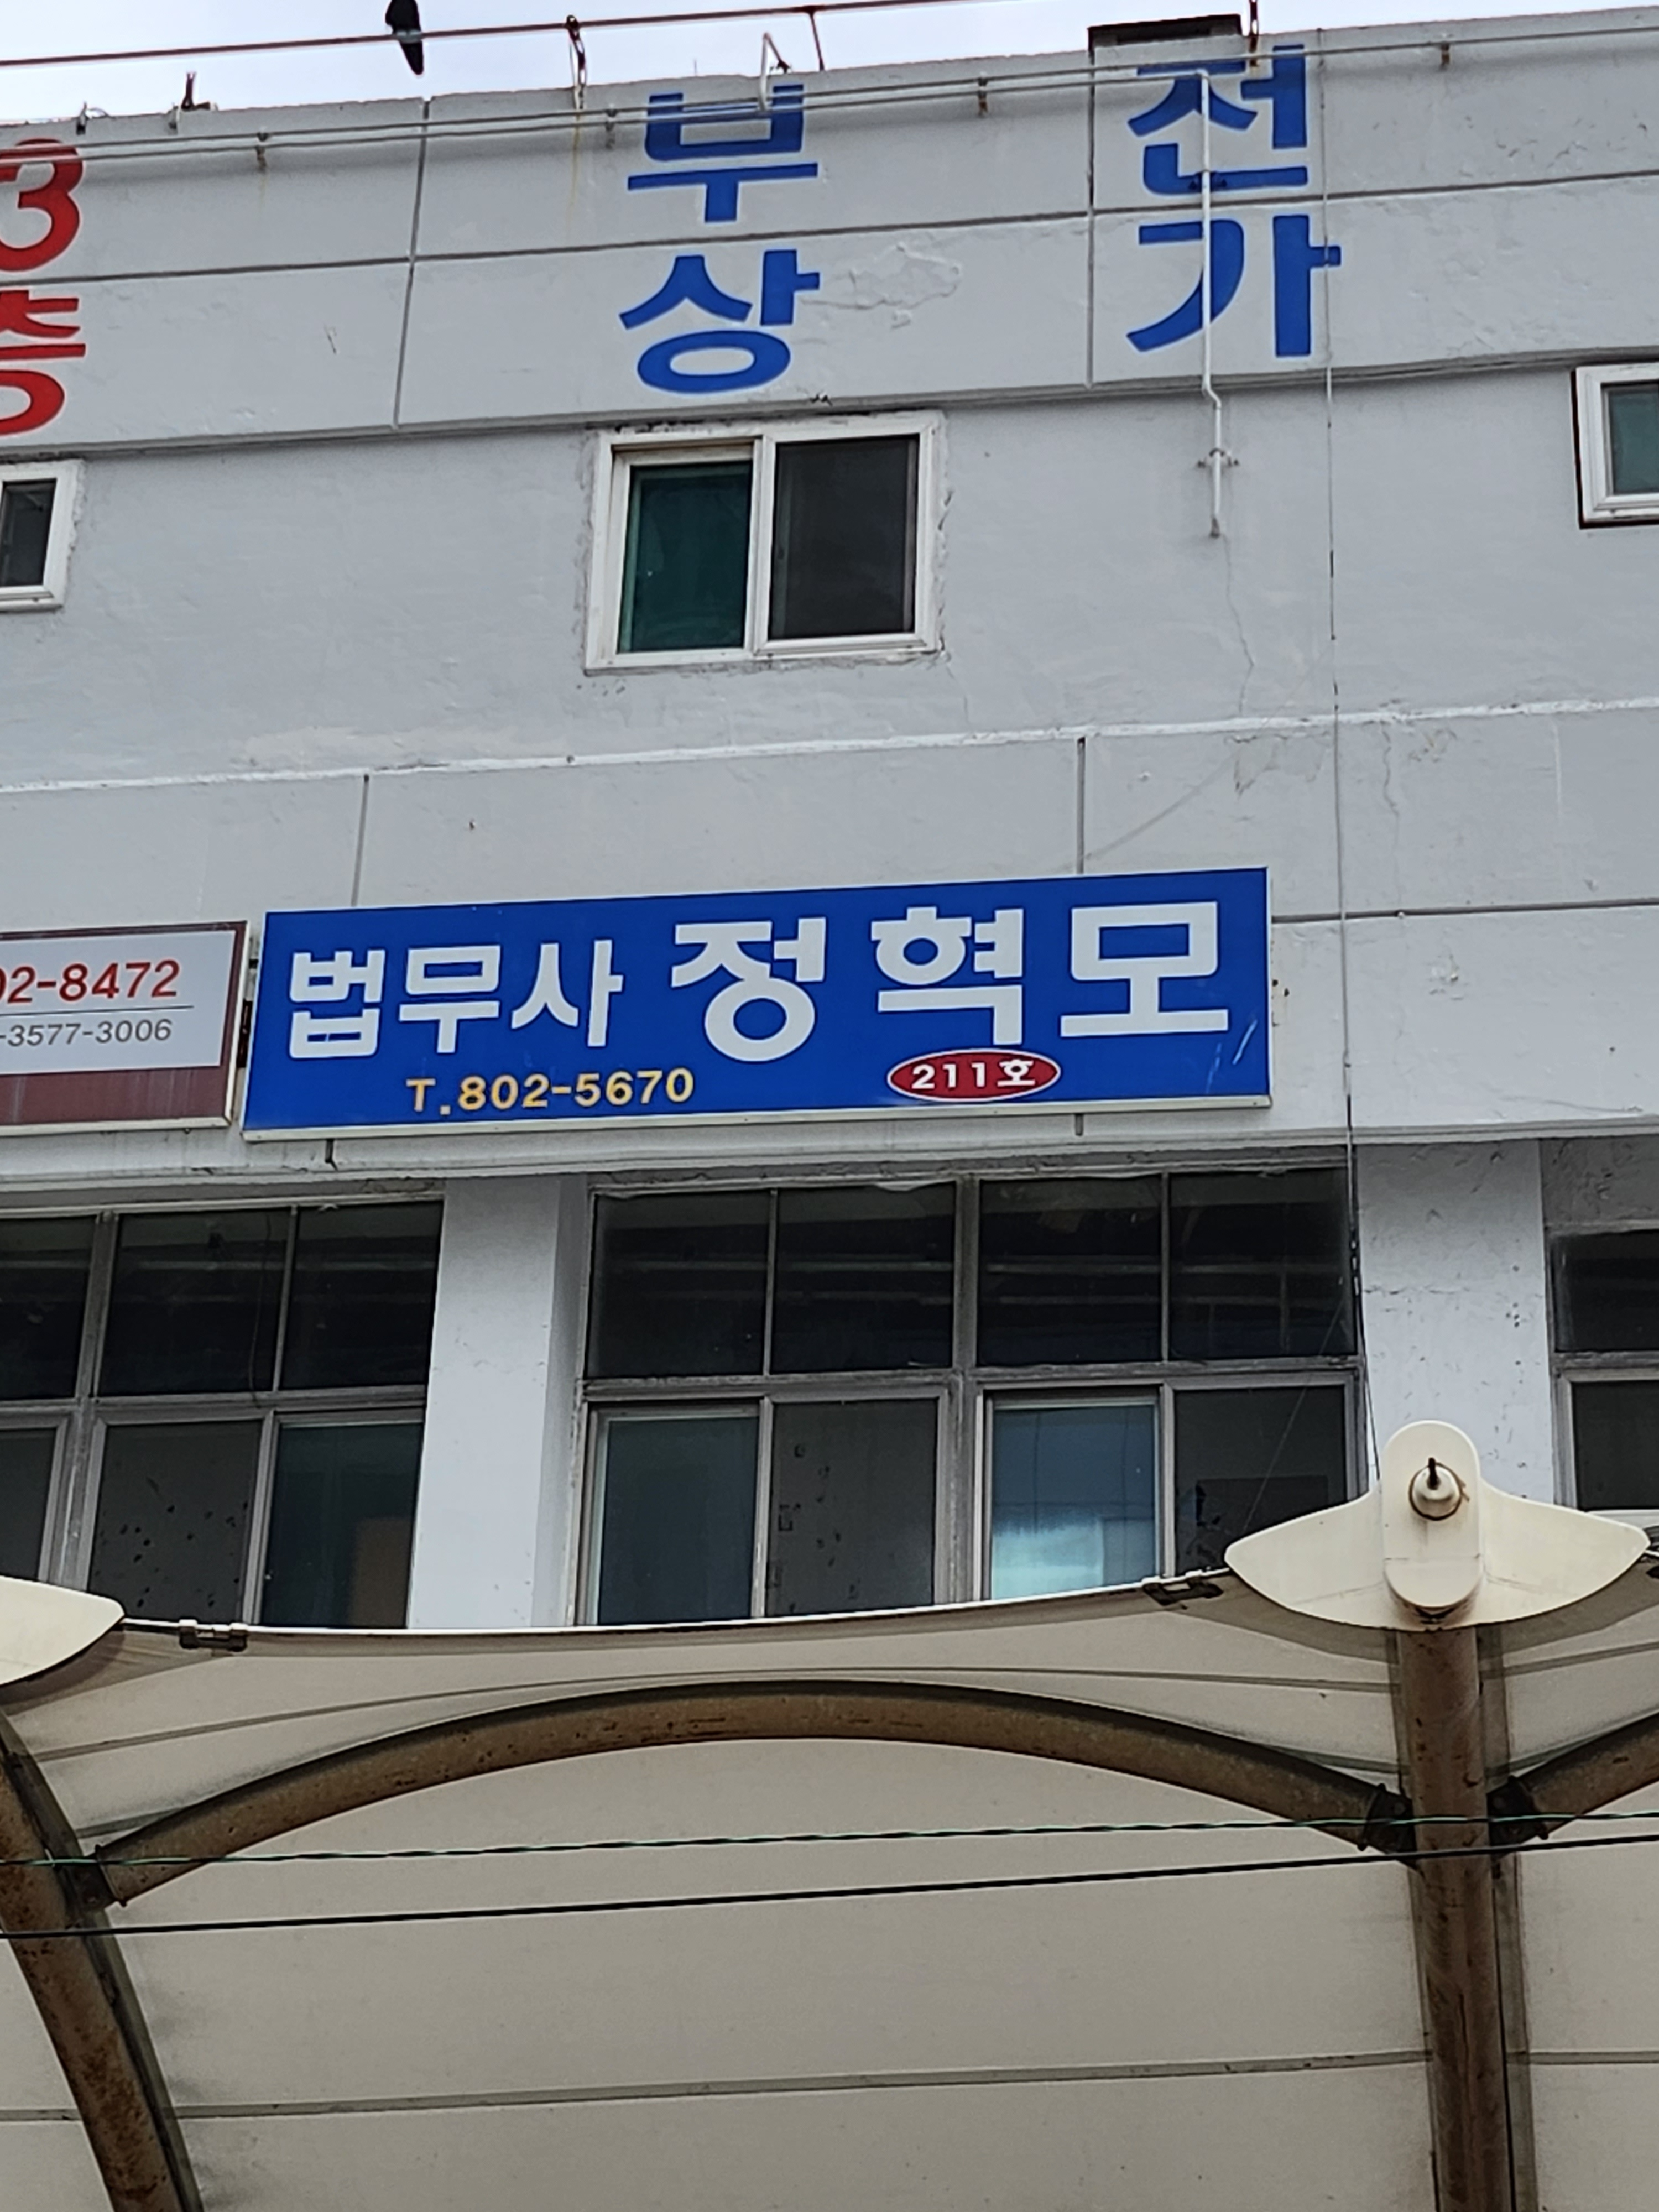 3층
부상
전가
02-8472
-3577-3006
법무사 정혁모
T.802-5670
211호